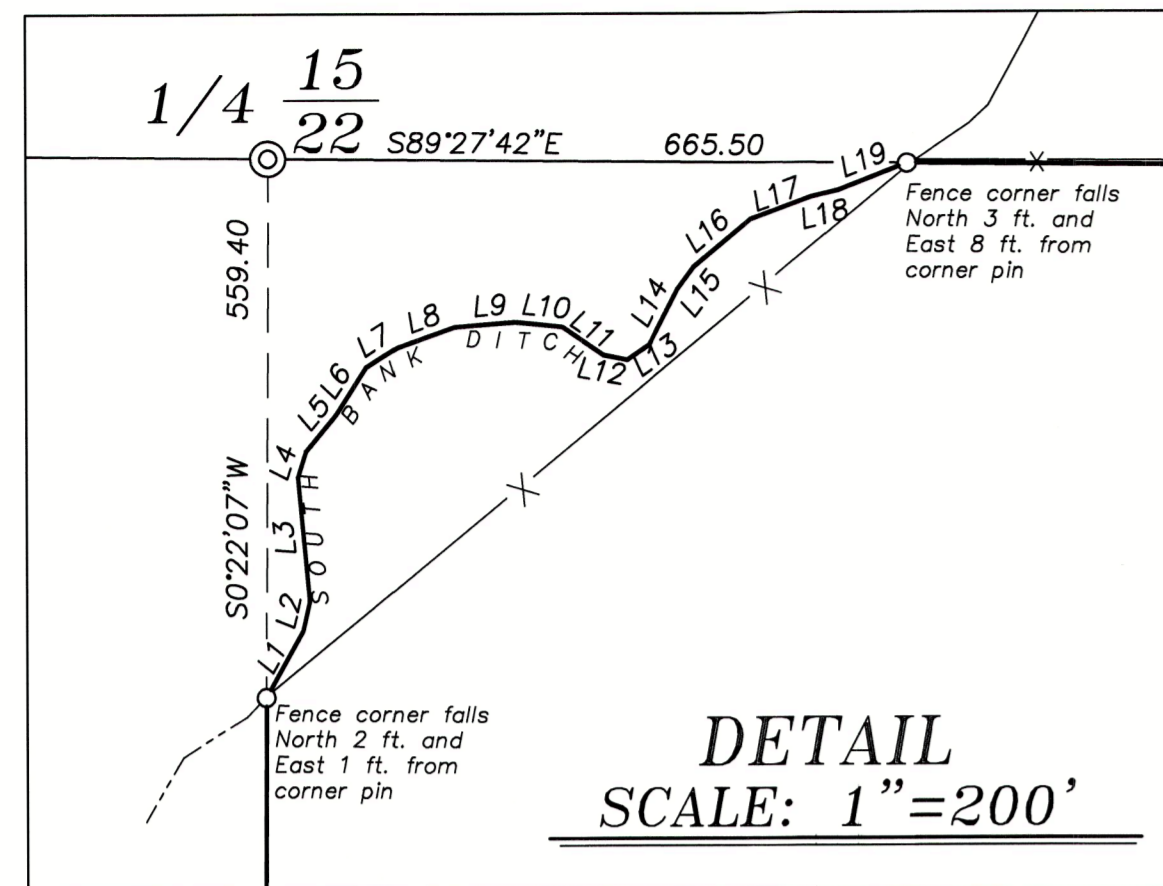 1/4 15
22
S89°27'42"E 665.50
559.40
S0°22'07"W
L1
L2
L3
L4
L5
L6
L7
L8
L9
L10
L11
L12
L13
L14
L15
L16
L17
L18
L19
SOUTH BANK DITCH
Fence corner falls
North 3 ft. and
East 8 ft. from
corner pin
Fence corner falls
North 2 ft. and
East 1 ft. from
corner pin
DETAIL
SCALE: 1"=200'